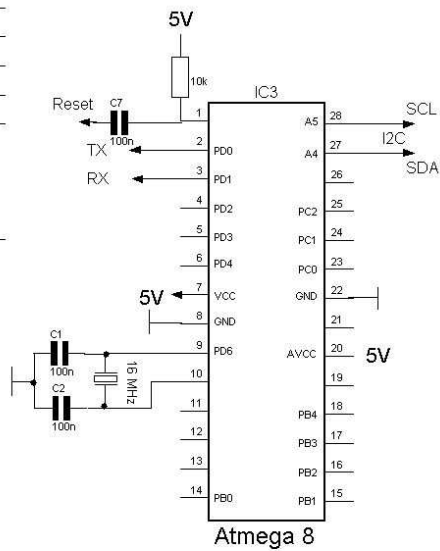 5V
10k
IC3
Reset
C7
100n
1
28
A5
SCL
TX
2
PD0
27
A4
I2C
SDA
RX
3
PD1
26
4
PD2
25
PC2
5
PD3
24
PC1
6
PD4
23
PC0
5V
7
VCC
22
GND
8
GND
21
C1
100n
9
PD6
20
AVCC
5V
16 MHz
10
19
C2
100n
11
18
PB4
12
17
PB3
13
16
PB2
14
PB0
15
PB1
Atmega 8